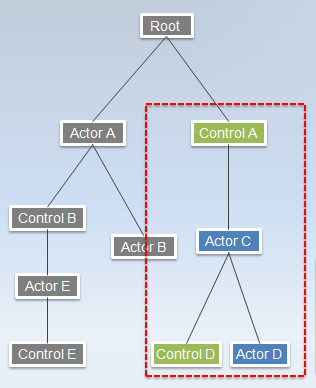 Root
Actor A
Control A
Control B
Actor B
Actor C
Actor E
Control E
Control D
Actor D